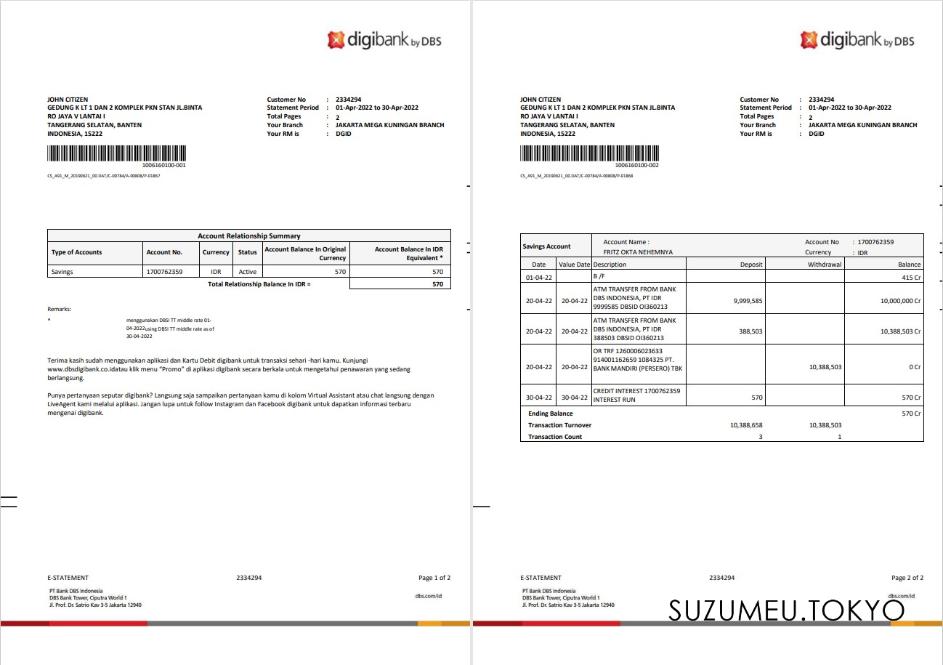 digibank by DBS
JOHN CITIZEN
GEDUNG K LT 1 DAN 2 KOMPLEK PKN STAN JL.BINTA
RO JAYA V LANTAI I
TANGERANG SELATAN, BANTEN
INDONESIA, 15222
Customer No : 2334294
Statement Period : 01-Apr-2022 to 30-Apr-2022
Total Pages : 2
Your Branch : JAKARTA MEGA KUNINGAN BRANCH
Your RM is : DGID
1006160100-001
Account Relationship Summary
Type of Accounts Account No. Currency Status Account Balance In Original Currency Account Balance In IDR Equivalent *
Savings 1700762359 IDR Active 570 570
Total Relationship Balance In IDR = 570
Remarks:
* menggunakan DBSI TT middle rate 01-
04-2022using DBSI TT middle rate as of
30-04-2022
Terima kasih sudah menggunakan aplikasi dan Kartu Debit digibank untuk transaksi sehari -hari kamu. Kunjungi
www.dbsdigibank.co.idatau klik menu "Promo" di aplikasi digibank secara berkala untuk mengetahui penawaran yang sedang
berlangsung.
Punya pertanyaan seputar digibank? Langsung saja sampaikan pertanyaan kamu di kolom Virtual Assistant atau chat langsung dengan
LiveAgent kami melalui aplikasi. Jangan lupa untuk follow Instagram dan Facebook digibank untuk dapatkan informasi terbaru
mengenai digibank.
E-STATEMENT 2334294 Page 1 of 2
PT Bank DBS Indonesia
DBS Bank Tower, Ciputra World 1
Jl. Prof. Dr. Satrio Kav 3-5 Jakarta 12940
dbs.com/id
digibank by DBS
JOHN CITIZEN
GEDUNG K LT 1 DAN 2 KOMPLEK PKN STAN JL.BINTA
RO JAYA V LANTAI I
TANGERANG SELATAN, BANTEN
INDONESIA, 15222
Customer No : 2334294
Statement Period : 01-Apr-2022 to 30-Apr-2022
Total Pages : 2
Your Branch : JAKARTA MEGA KUNINGAN BRANCH
Your RM is : DGID
1006160100-002
Savings Account
Account Name :
FRITZ OKTA NEHEMNYA
Account No : 1700762359
Currency : IDR
Date Value Date Description Deposit Withdrawal Balance
01-04-22 B /F 415 Cr
20-04-22 20-04-22 ATM TRANSFER FROM BANK
DBS INDONESIA, PT IDR
9999585 DBSID OI360213
9,999,585 10,000,000 Cr
20-04-22 20-04-22 ATM TRANSFER FROM BANK
DBS INDONESIA, PT IDR
388503 DBSID OI360213
388,503 10,388,503 Cr
20-04-22 20-04-22 OR TRF 1260006023633
914001162659 1084325 PT.
BANK MANDIRI (PERSERO) TBK
10,388,503 0 Cr
30-04-22 30-04-22 CREDIT INTEREST 1700762359
INTEREST RUN
570 570 Cr
Ending Balance 570 Cr
Transaction Turnover 10,388,658 10,388,503
Transaction Count 3 1
E-STATEMENT 2334294 Page 2 of 2
PT Bank DBS Indonesia
DBS Bank Tower, Ciputra World 1
Jl. Prof. Dr. Satrio Kav 3-5 Jakarta 12940
dbs.com/id
SUZUMEU.TOKYO